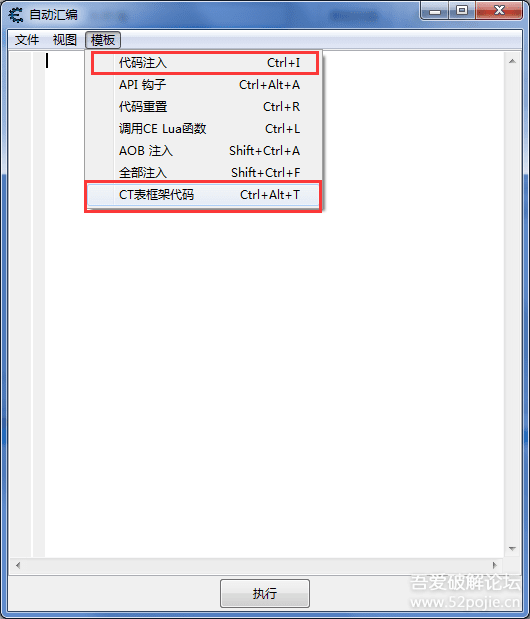 自动汇编
文件 视图 模板
代码注入 Ctrl+I
API 钩子 Ctrl+Alt+A
代码重置 Ctrl+R
调用CE Lua函数 Ctrl+L
AOB 注入 Shift+Ctrl+A
全部注入 Shift+Ctrl+F
CT表框架代码 Ctrl+Alt+T
执行
吾爱破解论坛
www.52pojie.cn